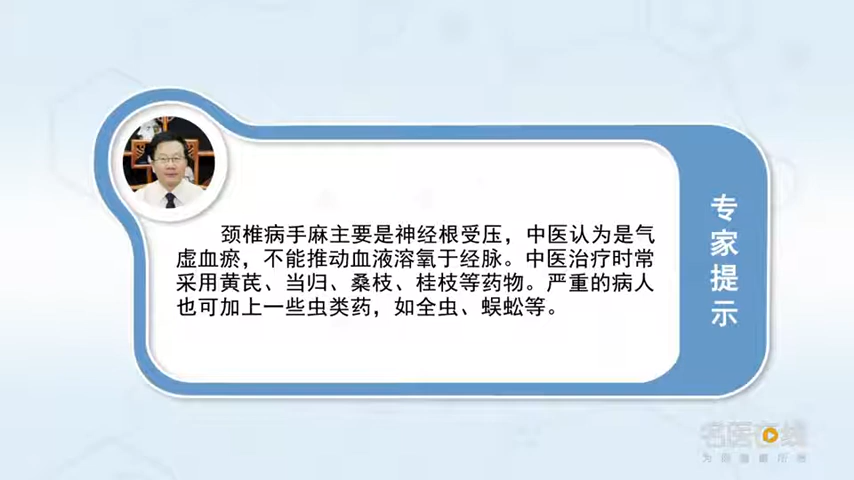 颈椎病手麻主要是神经根受压，中医认为是气
虚血瘀，不能推动血液溶氧于经脉。中医治疗时常
采用黄芪、当归、桑枝、桂枝等药物。严重的病人
也可加上一些虫类药，如全虫、蜈蚣等。
专家提示
名医在线